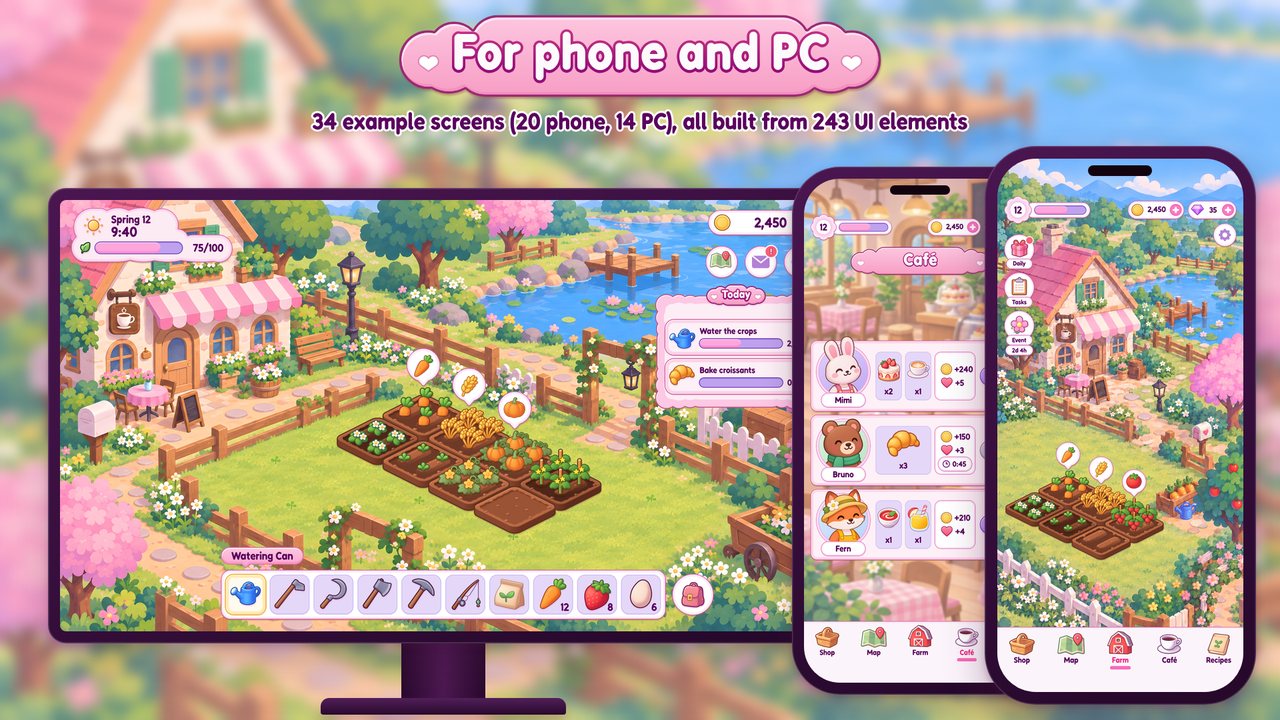 For phone and PC
34 example screens (20 phone, 14 PC), all built from 243 UI elements
Spring 12
9:40
75/100
2,450
Today
Water the crops
Bake croissants
0
Watering Can
12
8
6
12
2,450
Café
Mimi
x2
x1
+240
+5
Bruno
x3
+150
+3
0:45
Fern
x1
x1
+210
+4
Shop
Map
Farm
Café
12
2,450
35
Daily
Tasks
Event
2d 4h
Shop
Map
Farm
Café
Recipes